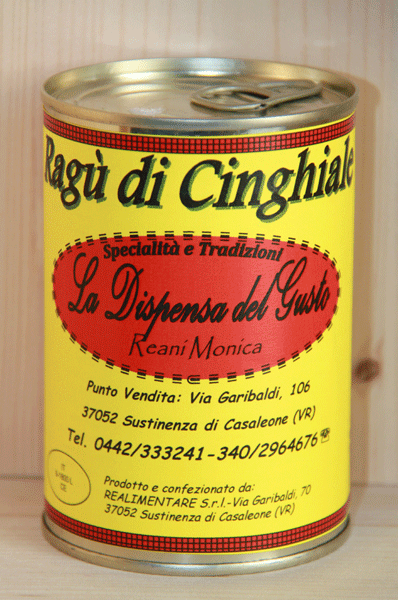 Ragù di Cinghiale
Specialità e Tradizioni
La Dispensa del Gusto
Reani Monica
Punto Vendita: Via Garibaldi, 106
37052 Sustinenza di Casaleone (VR)
Tel. 0442/333241-340/2964676
IT
CE
Prodotto e confezionato da:
REALIMENTARE S.r.l.-Via Garibaldi, 70
37052 Sustinenza di Casaleone (VR)